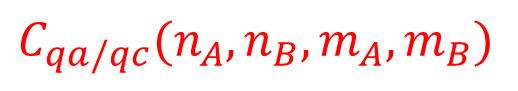 C_{qa/qc}(n_A, n_B, m_A, m_B)